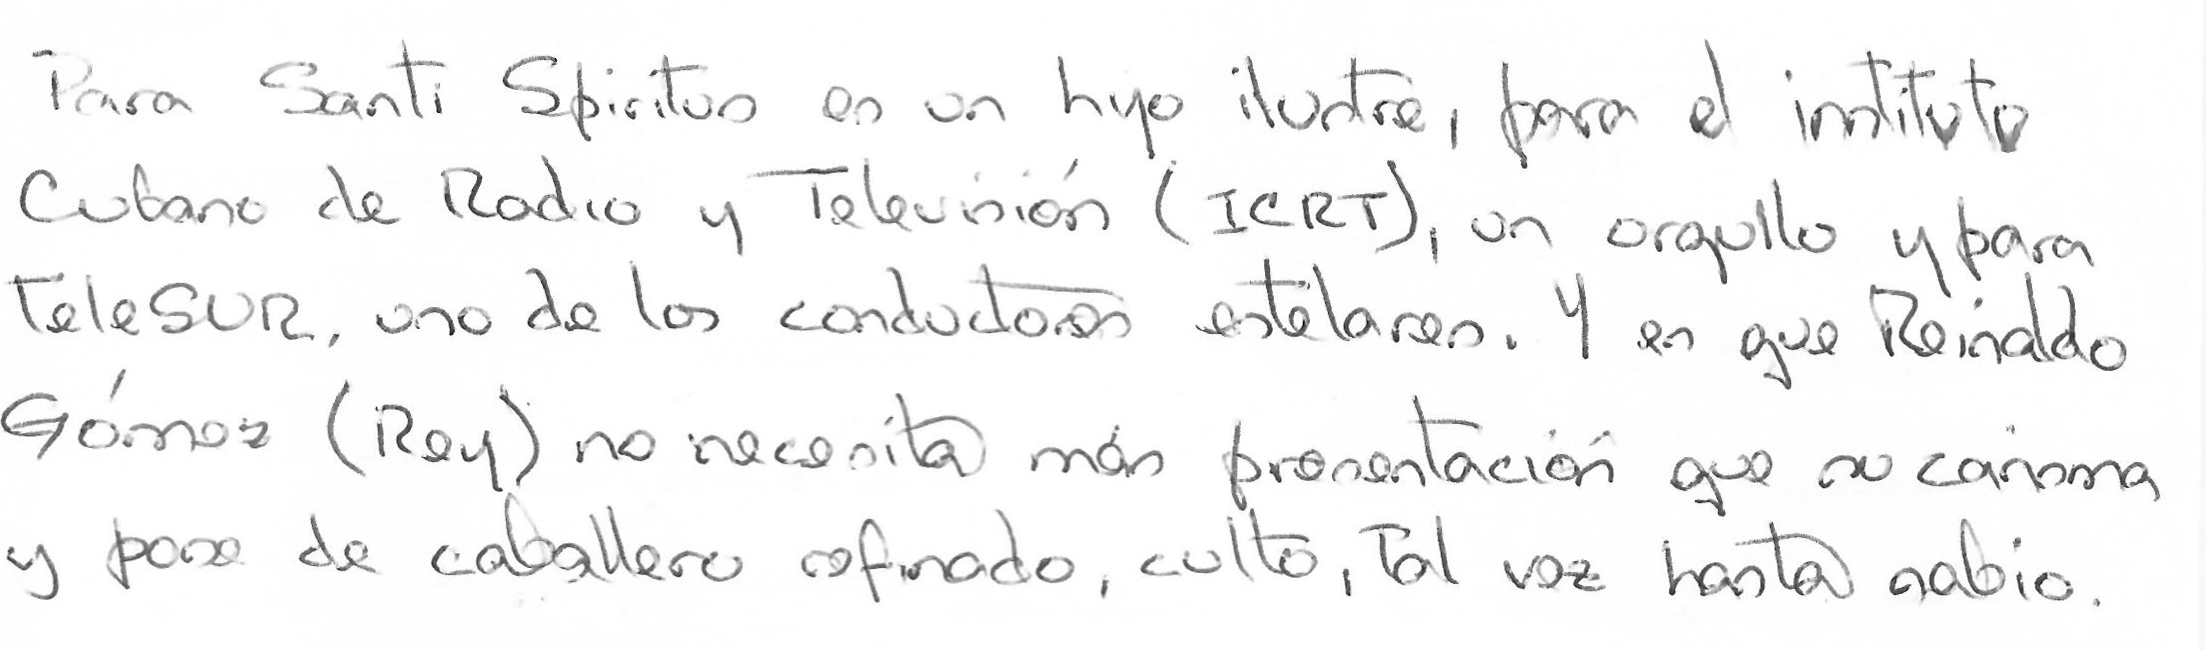 Para Santi Spiritus es un hijo ilustre, para el instituto
Cubano de Radio y Televisión (ICRT), un orgullo y para
TeleSUR, uno de los conductores estelares. Y es que Reinaldo
Gómez (Rey) no necesita más presentación que su carisma
y pose de caballero refinado, culto, tal vez hasta sabio.